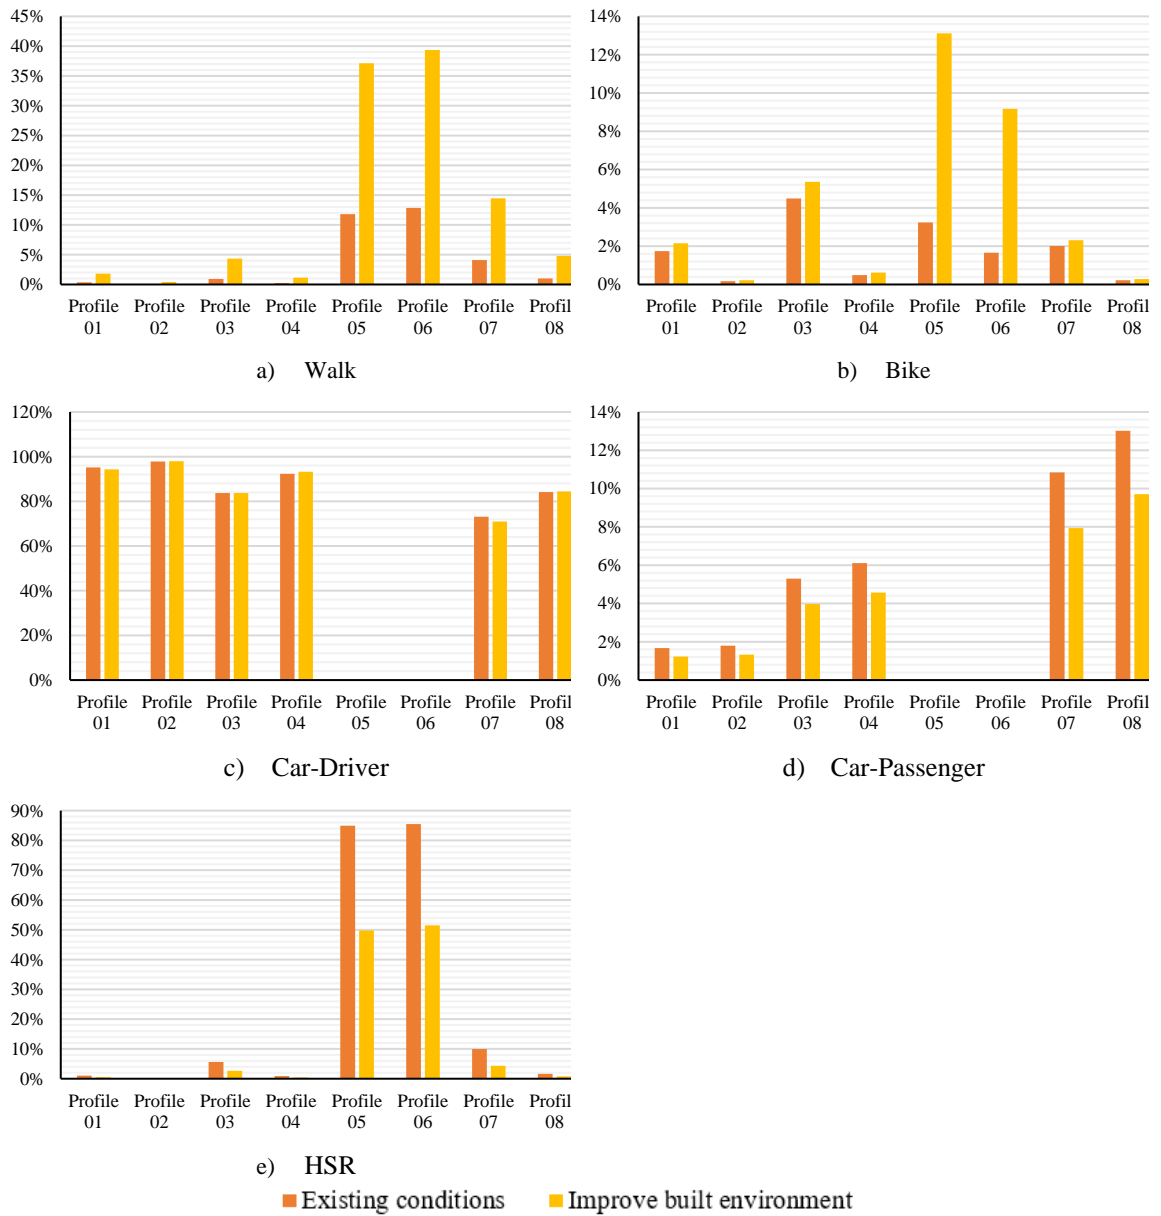 45%
40%
35%
30%
25%
20%
15%
10%
5%
0%
Profile 01
Profile 02
Profile 03
Profile 04
Profile 05
Profile 06
Profile 07
Profil 08
a) Walk
14%
12%
10%
8%
6%
4%
2%
0%
Profile 01
Profile 02
Profile 03
Profile 04
Profile 05
Profile 06
Profile 07
Profil 08
b) Bike
120%
100%
80%
60%
40%
20%
0%
Profile 01
Profile 02
Profile 03
Profile 04
Profile 05
Profile 06
Profile 07
Profil 08
c) Car-Driver
14%
12%
10%
8%
6%
4%
2%
0%
Profile 01
Profile 02
Profile 03
Profile 04
Profile 05
Profile 06
Profile 07
Profil 08
d) Car-Passenger
90%
80%
70%
60%
50%
40%
30%
20%
10%
0%
Profile 01
Profile 02
Profile 03
Profile 04
Profile 05
Profile 06
Profile 07
Profil 08
e) HSR
Existing conditions
Improve built environment